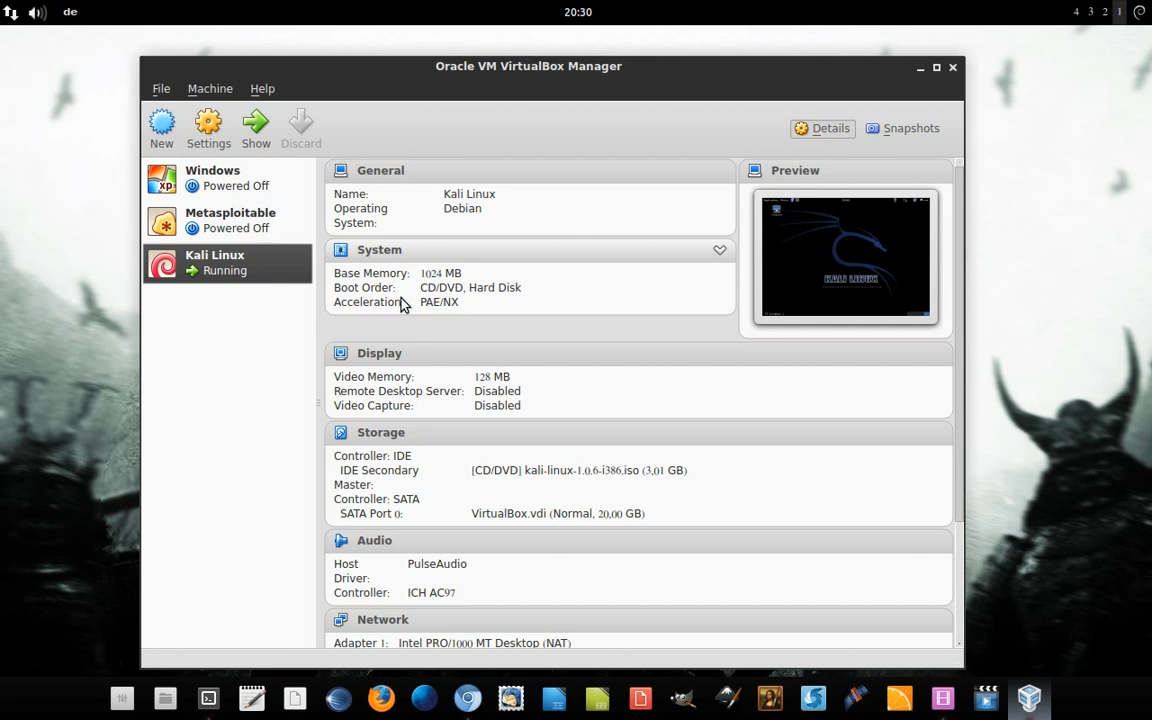 de
20:30
4 3 2 1
Oracle VM VirtualBox Manager
File Machine Help
New Settings Show Discard
Details Snapshots
xp
Windows
Powered Off
Metasploitable
Powered Off
Kali Linux
Running
General
Name: Kali Linux
Operating Debian
System:
System
Base Memory: 1024 MB
Boot Order: CD/DVD, Hard Disk
Acceleration: PAE/NX
Preview
KALI LINUX
Display
Video Memory: 128 MB
Remote Desktop Server: Disabled
Video Capture: Disabled
Storage
Controller: IDE
IDE Secondary [CD/DVD] kali-linux-1.0.6-i386.iso (3,01 GB)
Master:
Controller: SATA
SATA Port 0: VirtualBox.vdi (Normal, 20,00 GB)
Audio
Host PulseAudio
Driver:
Controller: ICH AC97
Network
Adapter 1: Intel PRO/1000 MT Desktop (NAT)